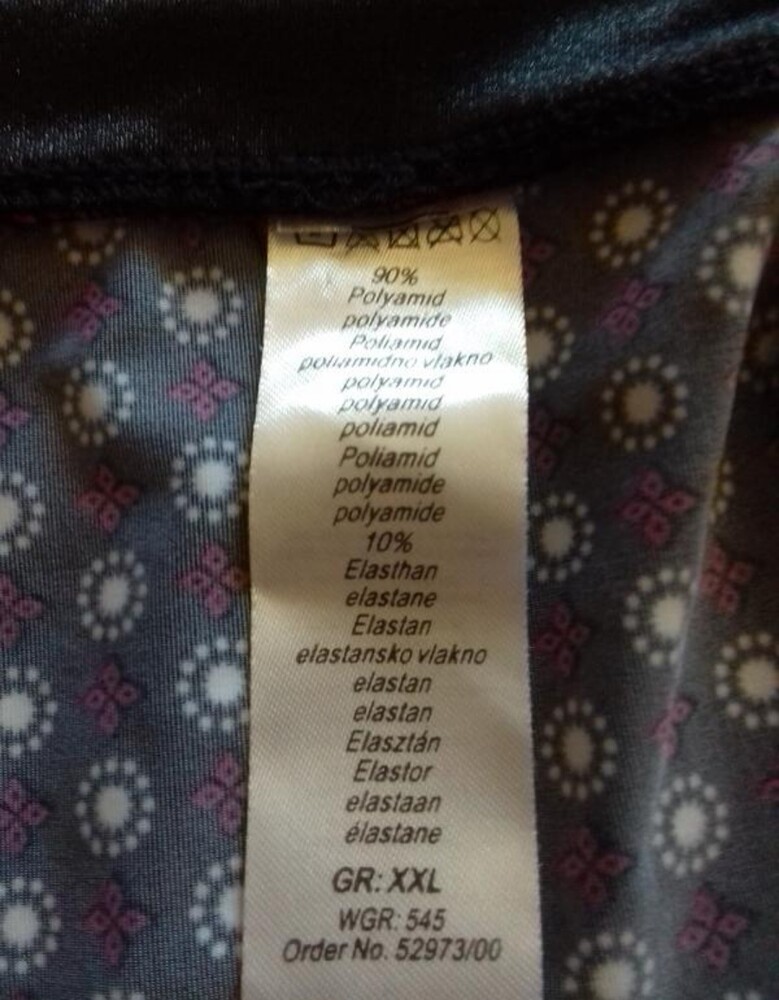 90%
Polyamid
polyamide
Poliamid
poliamidno vlakno
polyamid
polyamid
poliamid
Poliamid
polyamide
polyamide
10%
Elasthan
elastane
Elastan
elastansko vlakno
elastan
elastan
Elasztán
Elastor
elastaan
élastane
GR: XXL
WGR: 545
Order No. 52973/00